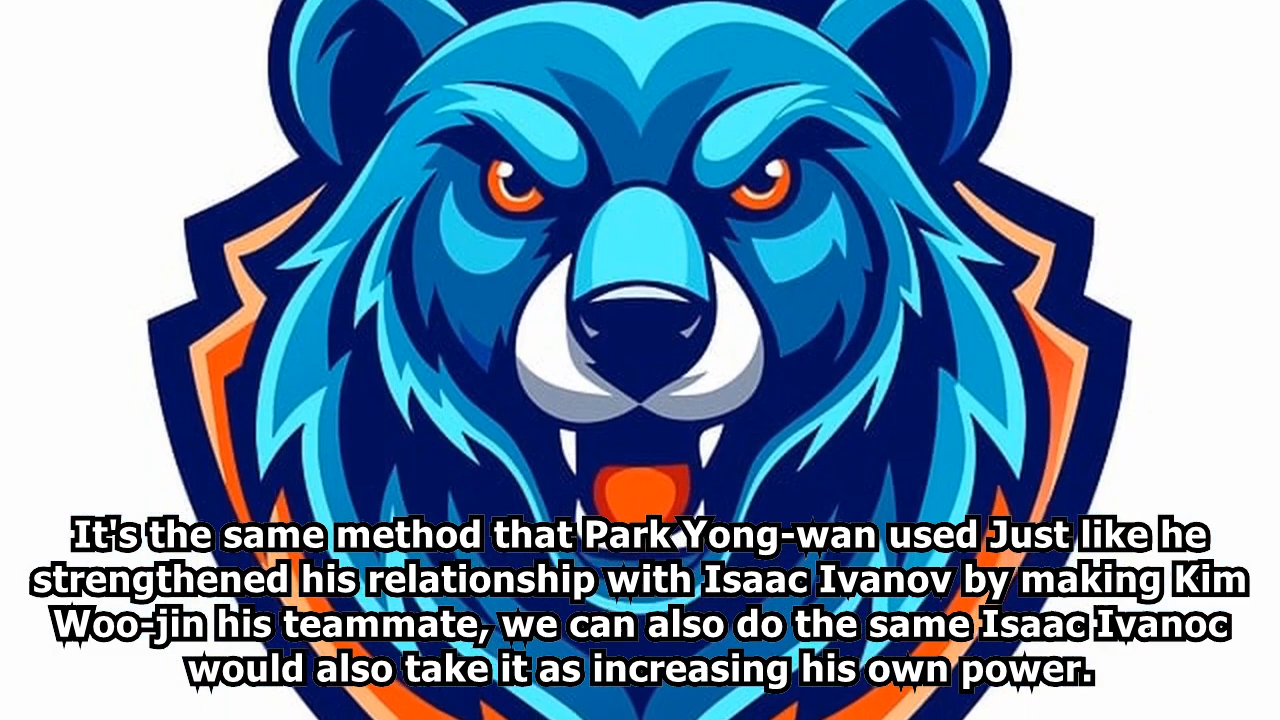 It's the same method that Park Yong-wan used Just like he
strengthened his relationship with Isaac Ivanov by making Kim
Woo-jin his teammate, we can also do the same Isaac Ivanoc
would also take it as increasing his own power.